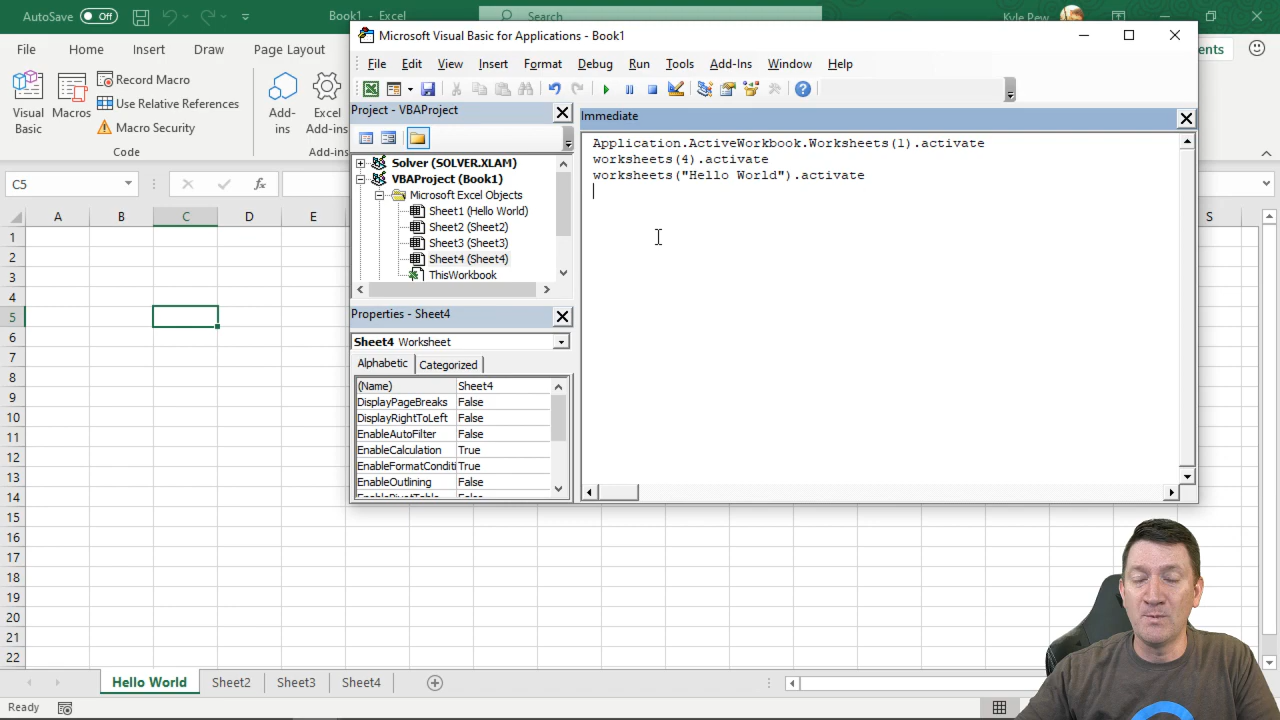 AutoSave Off
Book1 - Excel
Search
Kyle Pew
File Home Insert Draw Page Layout
ents
Visual Basic
Macros
Record Macro
Use Relative References
Macro Security
Code
Add-ins
Excel Add-ins
C5
fx
A B C D E S
1
2
3
4
5
6
7
8
9
10
11
12
13
14
15
16
17
18
19
20
21
22
Hello World Sheet2 Sheet3 Sheet4
Ready
Microsoft Visual Basic for Applications - Book1
File Edit View Insert Format Debug Run Tools Add-Ins Window Help
Project - VBAProject
Solver (SOLVER.XLAM)
VBAProject (Book1)
Microsoft Excel Objects
Sheet1 (Hello World)
Sheet2 (Sheet2)
Sheet3 (Sheet3)
Sheet4 (Sheet4)
ThisWorkbook
Properties - Sheet4
Sheet4 Worksheet
Alphabetic Categorized
(Name) Sheet4
DisplayPageBreaks False
DisplayRightToLeft False
EnableAutoFilter False
EnableCalculation True
EnableFormatConditi True
EnableOutlining False
EnablePivotTable False
Immediate
Application.ActiveWorkbook.Worksheets(1).activate
worksheets(4).activate
worksheets("Hello World").activate